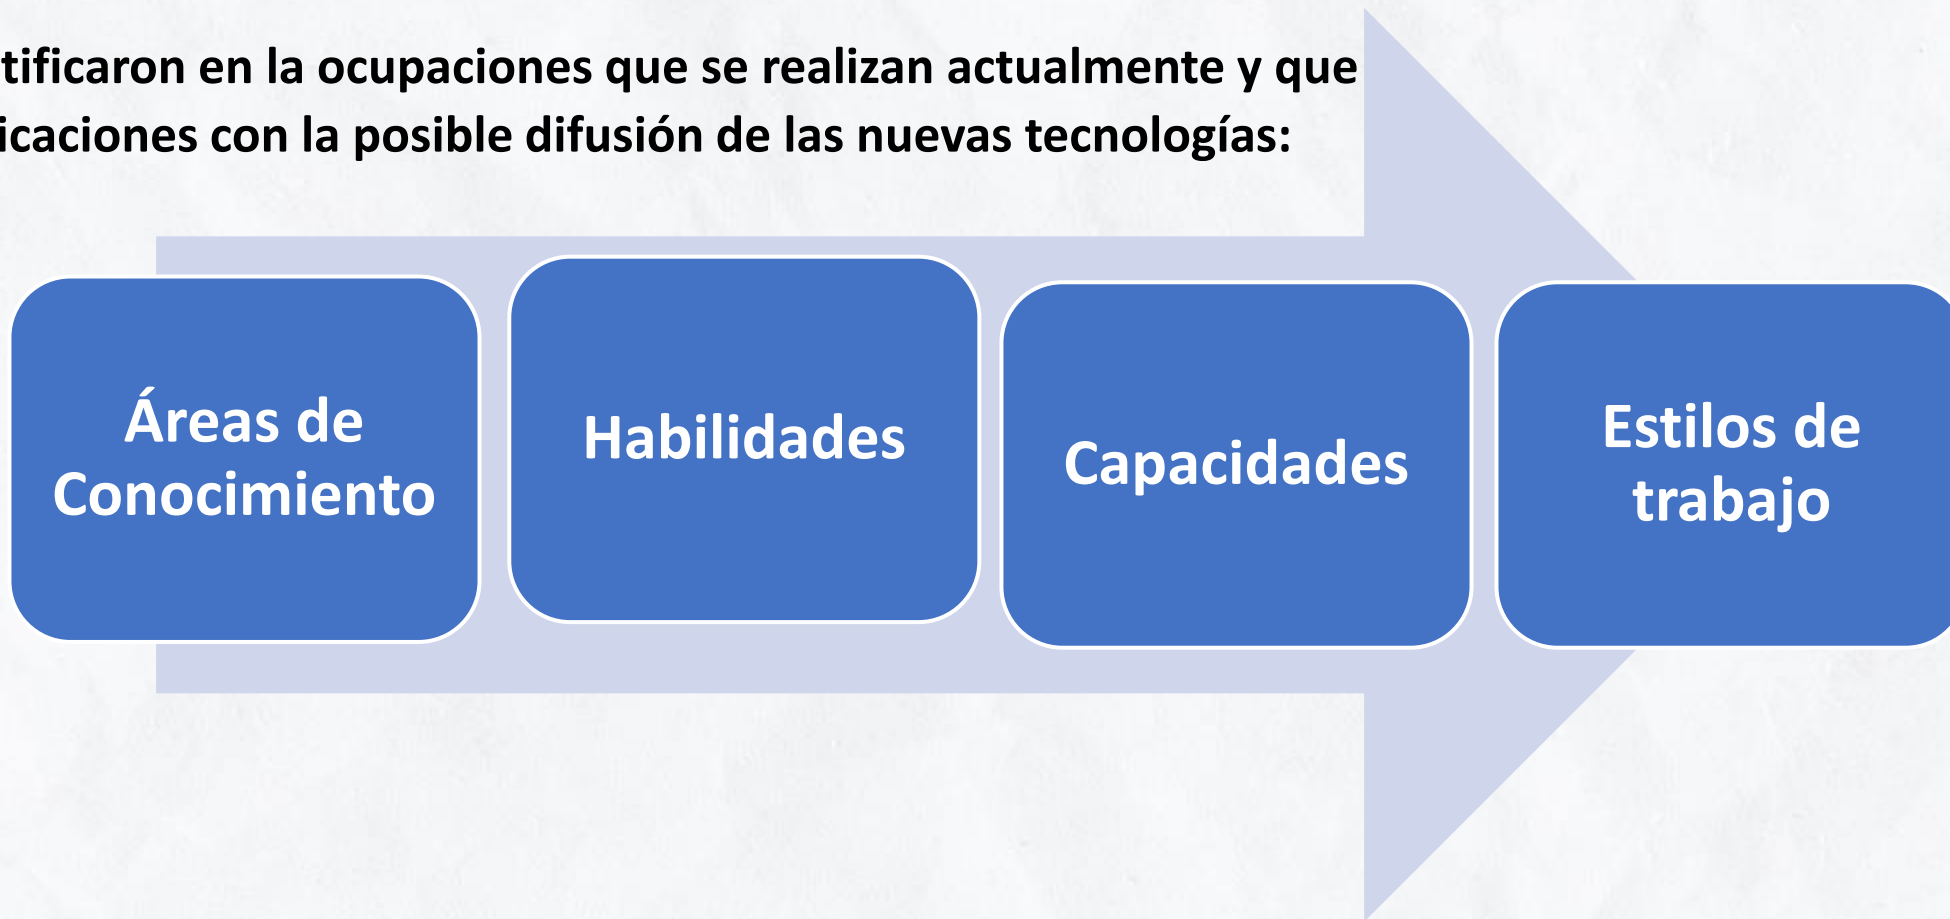 tificaron en la ocupaciones que se realizan actualmente y que
icaciones con la posible difusión de las nuevas tecnologías:
Áreas de
Conocimiento
Habilidades
Capacidades
Estilos de
trabajo